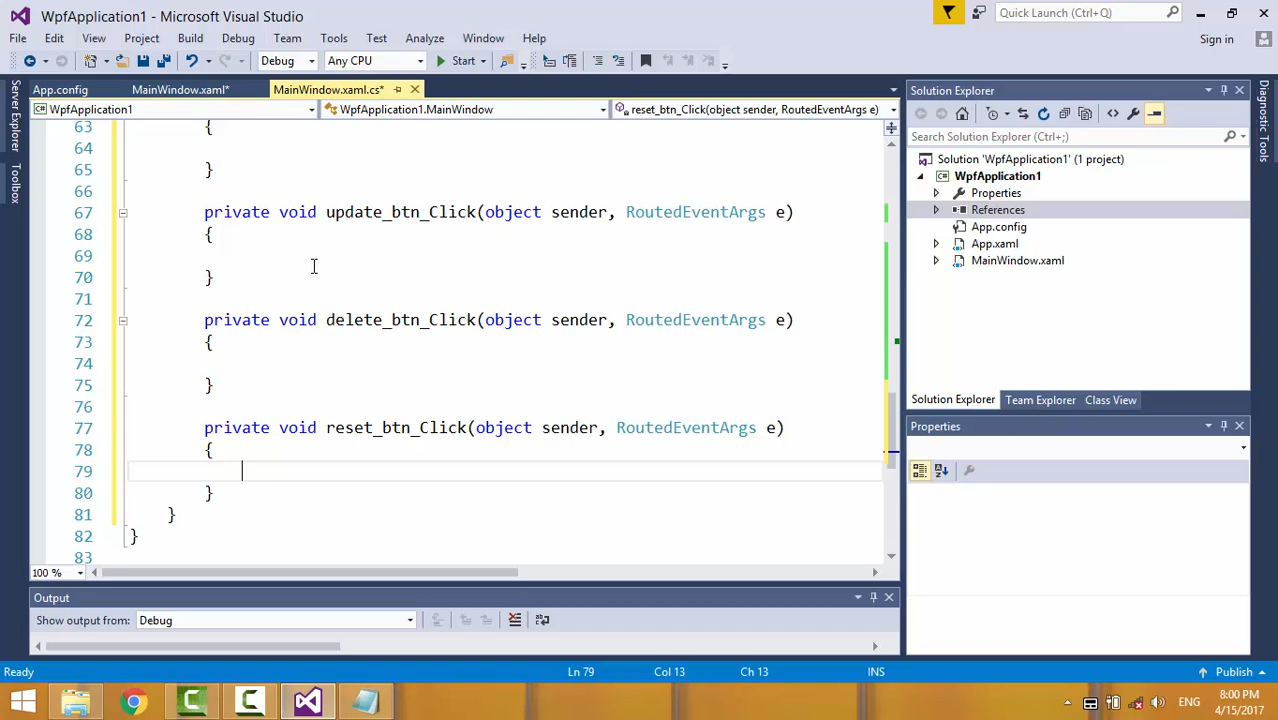 WpfApplication1 - Microsoft Visual Studio
Quick Launch (Ctrl+Q)
File Edit View Project Build Debug Team Tools Test Analyze Window Help
Sign in
Debug Any CPU Start
App.config MainWindow.xaml* MainWindow.xaml.cs*
WpfApplication1 WpfApplication1.MainWindow reset_btn_Click(object sender, RoutedEventArgs e)
63 {
64
65 }
66
67 private void update_btn_Click(object sender, RoutedEventArgs e)
68 {
69
70 }
71
72 private void delete_btn_Click(object sender, RoutedEventArgs e)
73 {
74
75 }
76
77 private void reset_btn_Click(object sender, RoutedEventArgs e)
78 {
79
80 }
81 }
82 }
83
100 %
Server Explorer
Toolbox
Solution Explorer
Search Solution Explorer (Ctrl+;)
Solution 'WpfApplication1' (1 project)
WpfApplication1
Properties
References
App.config
App.xaml
MainWindow.xaml
Solution Explorer Team Explorer Class View
Properties
Diagnostic Tools
Output
Show output from: Debug
Ready Ln 79 Col 13 Ch 13 INS Publish
ENG
8:00 PM
4/15/2017